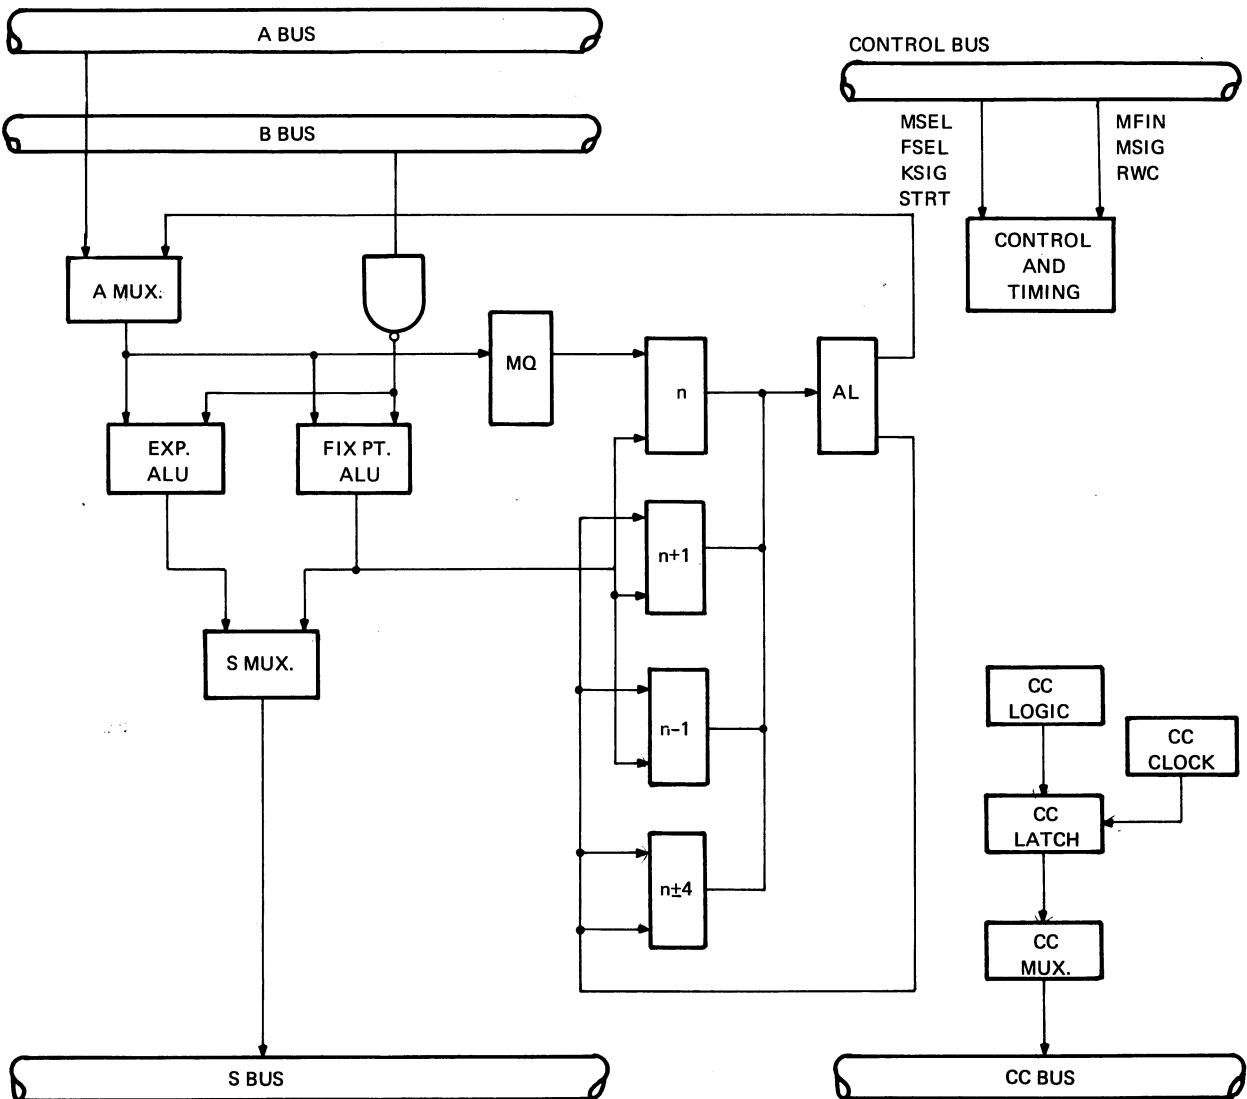 A BUS
CONTROL BUS
B BUS
MSEL
FSEL
KSIG
STRT
MFIN
MSIG
RWC
CONTROL
AND
TIMING
A MUX.
MQ
n
AL
EXP.
ALU
FIX PT.
ALU
n+1
S MUX.
n-1
CC
LOGIC
CC
CLOCK
CC
LATCH
n±4
CC
MUX.
S BUS
CC BUS